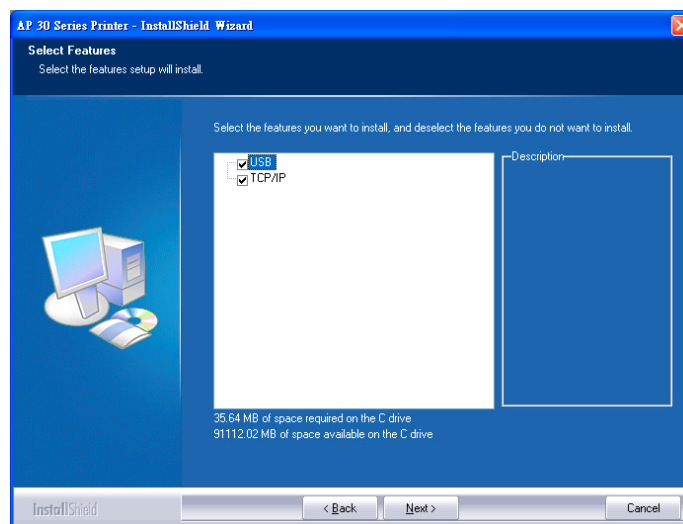 AP 30 Series Printer - InstallShield Wizard
Select Features
Select the features setup will install.
Select the features you want to install, and deselect the features you do not want to install.
USB
TCP/IP
Description
35.64 MB of space required on the C drive
91112.02 MB of space available on the C drive
InstallShield
< Back
Next >
Cancel